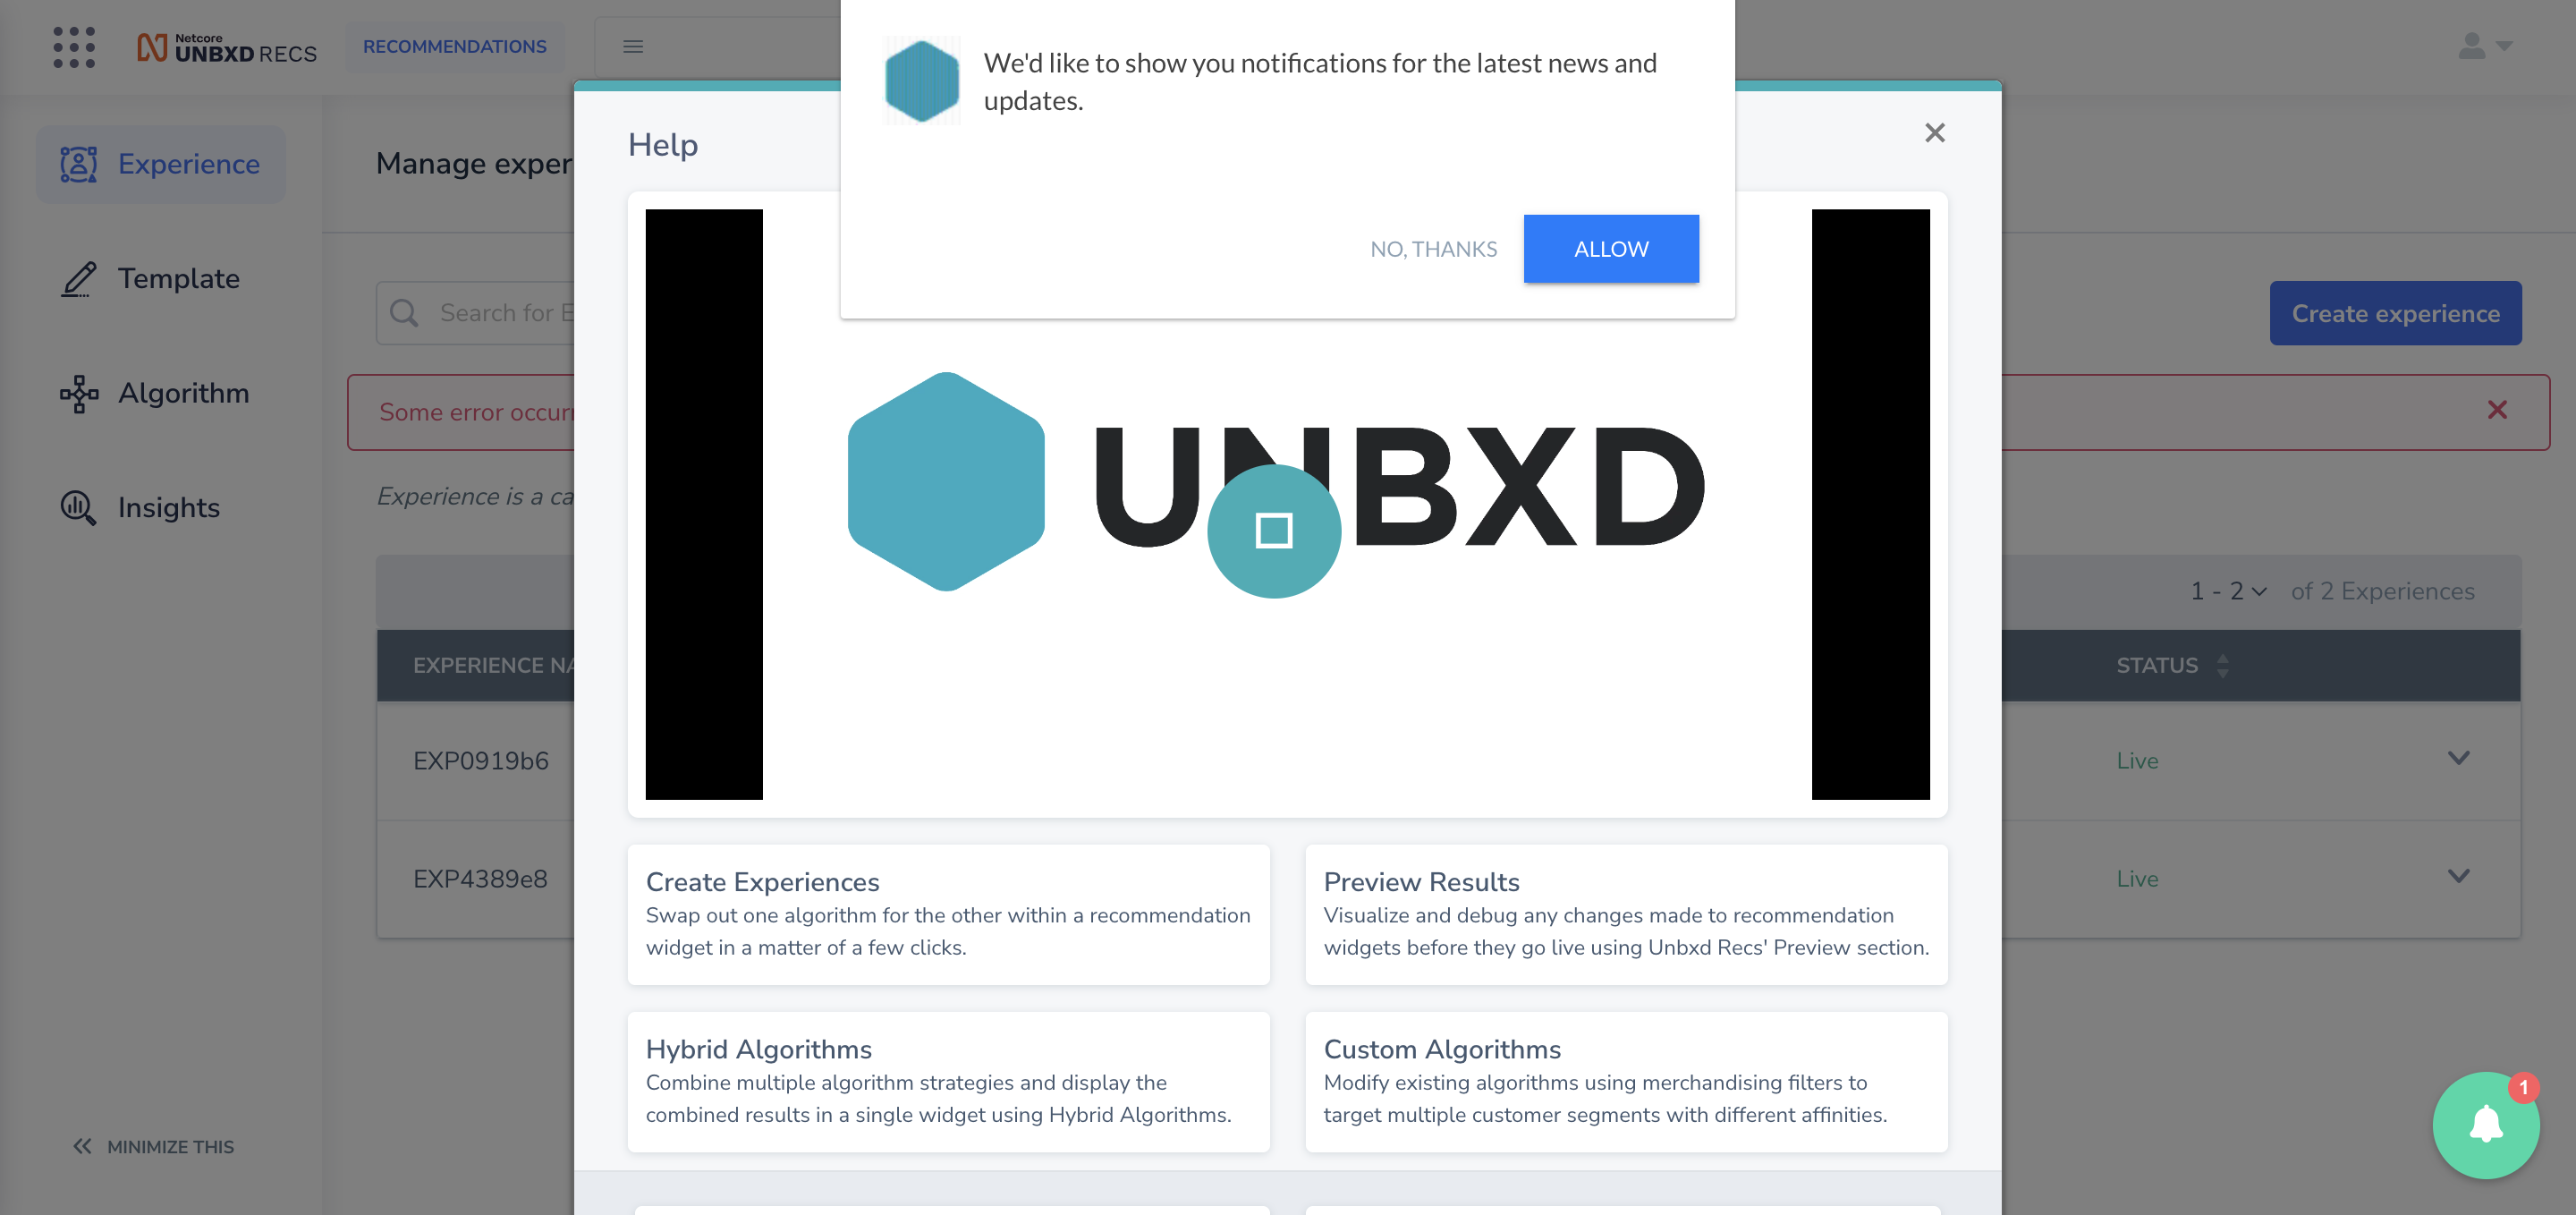 Netcore
UNBXD RECS
RECOMMENDATIONS
We'd like to show you notifications for the latest news and
updates.
NO, THANKS
ALLOW
Experience
Template
Algorithm
Insights
MINIMIZE THIS
Manage exper
Search for E
Create experience
Some error occurr
Experience is a ca
1 - 2
of 2 Experiences
EXPERIENCE NA
STATUS
EXP0919b6
Live
EXP4389e8
Live
Help
UNBXD
Create Experiences
Swap out one algorithm for the other within a recommendation
widget in a matter of a few clicks.
Preview Results
Visualize and debug any changes made to recommendation
widgets before they go live using Unbxd Recs' Preview section.
Hybrid Algorithms
Combine multiple algorithm strategies and display the
combined results in a single widget using Hybrid Algorithms.
Custom Algorithms
Modify existing algorithms using merchandising filters to
target multiple customer segments with different affinities.
1